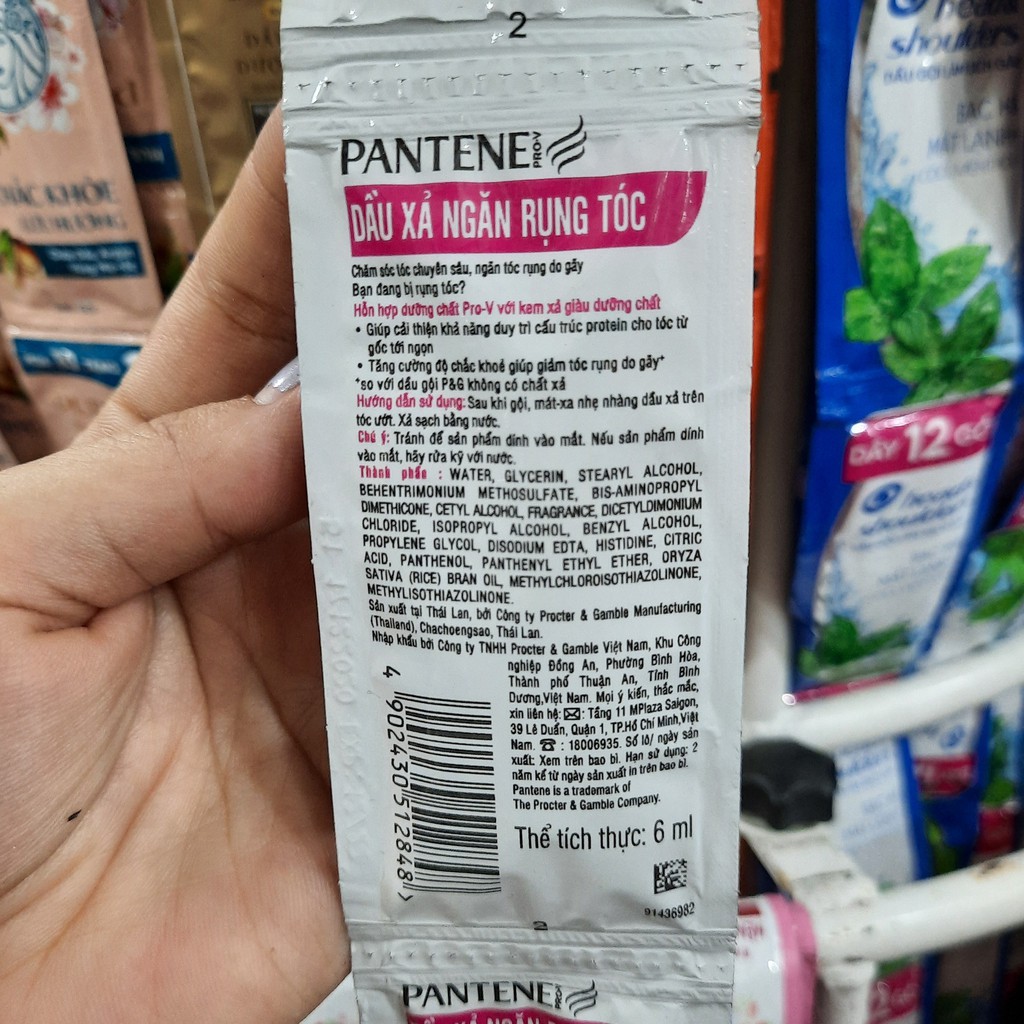 2
PANTENE
PRO-V
DẦU XẢ NGĂN RỤNG TÓC
Chăm sóc tóc chuyên sâu, ngăn tóc rụng do gãy
Bạn đang bị rụng tóc?
Hỗn hợp dưỡng chất Pro-V với kem xả giàu dưỡng chất
• Giúp cải thiện khả năng duy trì cấu trúc protein cho tóc từ
gốc tới ngọn
• Tăng cường độ chắc khoẻ giúp giảm tóc rụng do gãy*
*so với dầu gội P&G không có chất xả
Hướng dẫn sử dụng: Sau khi gội, mát-xa nhẹ nhàng dầu xả trên
tóc ướt. Xả sạch bằng nước.
Chú ý: Tránh để sản phẩm dính vào mắt. Nếu sản phẩm dính
vào mắt, hãy rửa kỹ với nước.
Thành phần : WATER, GLYCERIN, STEARYL ALCOHOL,
BEHENTRIMONIUM METHOSULFATE, BIS-AMINOPROPYL
DIMETHICONE, CETYL ALCOHOL, FRAGRANCE, DICETYLDIMONIUM
CHLORIDE, ISOPROPYL ALCOHOL, BENZYL ALCOHOL,
PROPYLENE GLYCOL, DISODIUM EDTA, HISTIDINE, CITRIC
ACID, PANTHENOL, PANTHENYL ETHYL ETHER, ORYZA
SATIVA (RICE) BRAN OIL, METHYLCHLOROISOTHIAZOLINONE,
METHYLISOTHIAZOLINONE.
Sản xuất tại Thái Lan, bởi Công ty Procter & Gamble Manufacturing
(Thailand), Chachoengsao, Thái Lan.
Nhập khẩu bởi Công ty TNHH Procter & Gamble Việt Nam, Khu Công
nghiệp Đồng An, Phường Bình Hòa,
Thành phố Thuận An, Tỉnh Bình
Dương,Việt Nam. Mọi ý kiến, thắc mắc,
xin liên hệ: : Tầng 11 MPlaza Saigon,
39 Lê Duẩn, Quận 1, TP.Hồ Chí Minh,Việt
Nam. : 18006935. Số lô/ ngày sản
xuất: Xem trên bao bì. Hạn sử dụng: 2
năm kể từ ngày sản xuất in trên bao bì.
Pantene is a trademark of
The Procter & Gamble Company.
Thể tích thực: 6 ml
4 902430 512848 >
91436982
2
PANTENE
PRO-V
head &
shoulders
BẠC HÀ
MÁT LẠNH
DÂY 12 GÓI
head &
shoulders